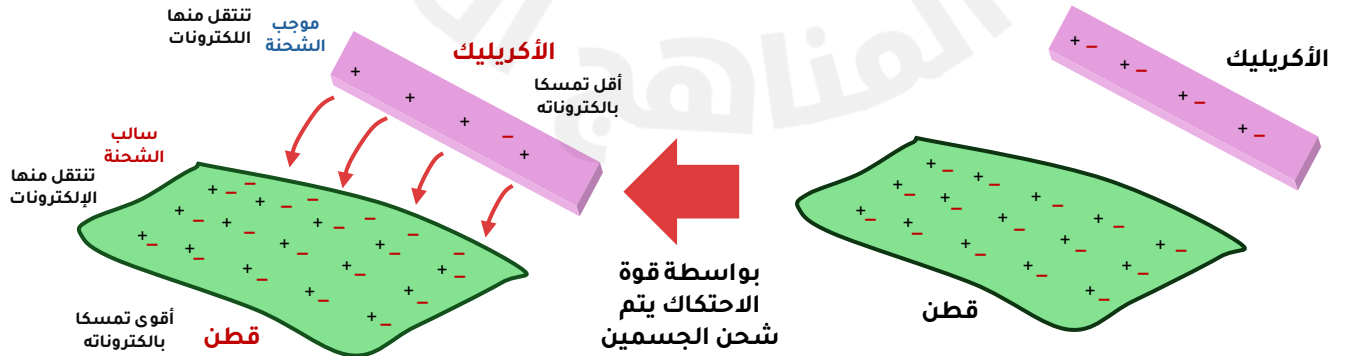 الأكريليك
قطن
بواسطة قوة
الاحتكاك يتم
شحن الجسمين
الأكريليك
أقل تمسكا
بالكتروناته
موجب
الشحنة
تنتقل منها
اللكترونات
سالب
الشحنة
تنتقل منها
الإلكترونات
قطن
أقوى تمسكا
بالكتروناته
المناهج